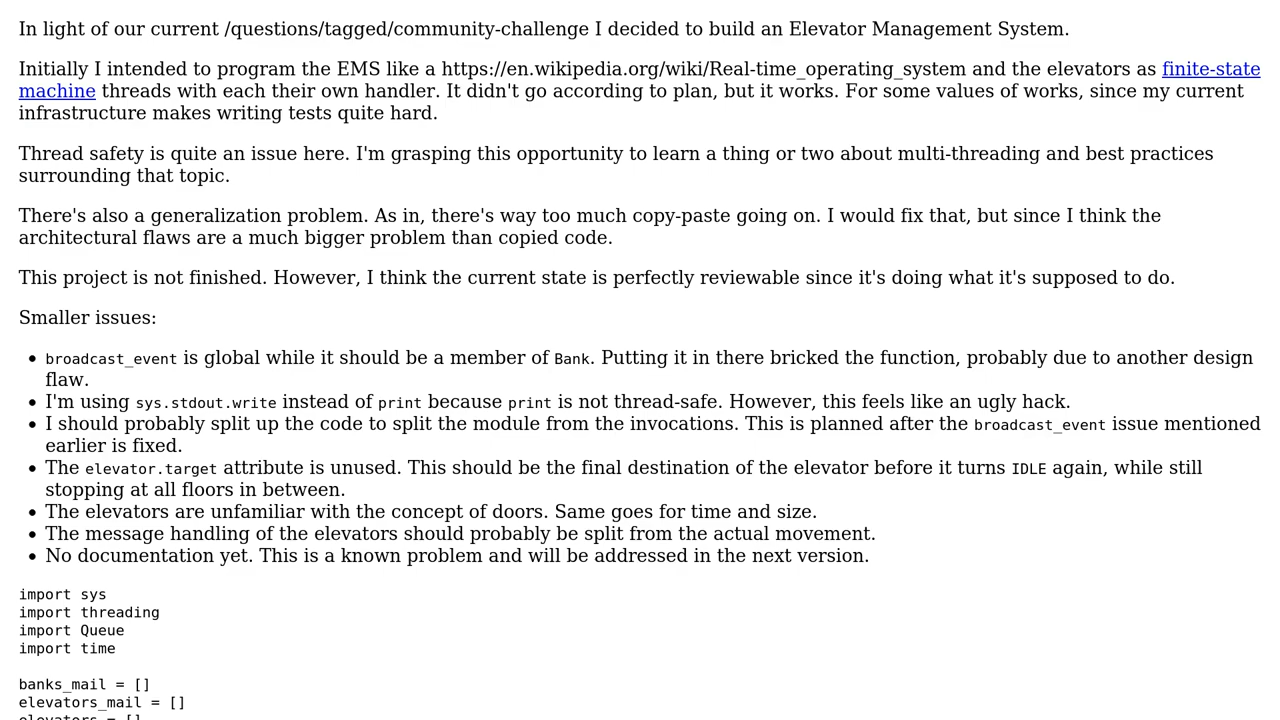 In light of our current /questions/tagged/community-challenge I decided to build an Elevator Management System.
Initially I intended to program the EMS like a https://en.wikipedia.org/wiki/Real-time_operating_system and the elevators as finite-state
machine threads with each their own handler. It didn't go according to plan, but it works. For some values of works, since my current
infrastructure makes writing tests quite hard.
Thread safety is quite an issue here. I'm grasping this opportunity to learn a thing or two about multi-threading and best practices
surrounding that topic.
There's also a generalization problem. As in, there's way too much copy-paste going on. I would fix that, but since I think the
architectural flaws are a much bigger problem than copied code.
This project is not finished. However, I think the current state is perfectly reviewable since it's doing what it's supposed to do.
Smaller issues:
• broadcast_event is global while it should be a member of Bank. Putting it in there bricked the function, probably due to another design
flaw.
• I'm using sys.stdout.write instead of print because print is not thread-safe. However, this feels like an ugly hack.
• I should probably split up the code to split the module from the invocations. This is planned after the broadcast_event issue mentioned
earlier is fixed.
• The elevator.target attribute is unused. This should be the final destination of the elevator before it turns IDLE again, while still
stopping at all floors in between.
• The elevators are unfamiliar with the concept of doors. Same goes for time and size.
• The message handling of the elevators should probably be split from the actual movement.
• No documentation yet. This is a known problem and will be addressed in the next version.
import sys
import threading
import Queue
import time
banks_mail = []
elevators_mail = []
elevators = []